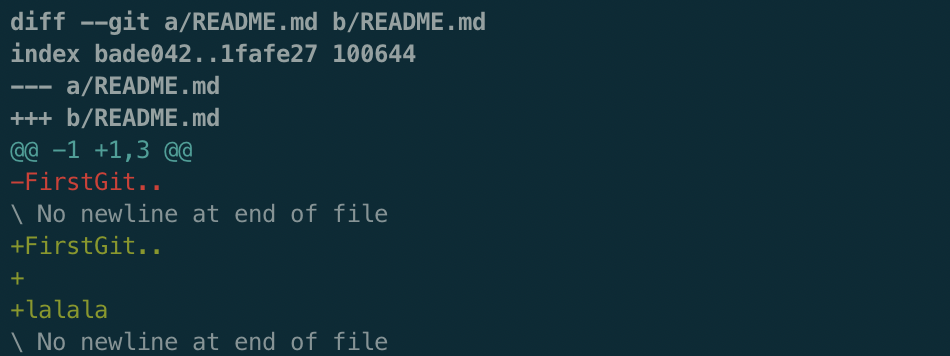 diff --git a/README.md b/README.md
index bade042..1fafe27 100644
--- a/README.md
+++ b/README.md
@@ -1 +1,3 @@
-FirstGit..
\ No newline at end of file
+FirstGit..
+
+lalala
\ No newline at end of file